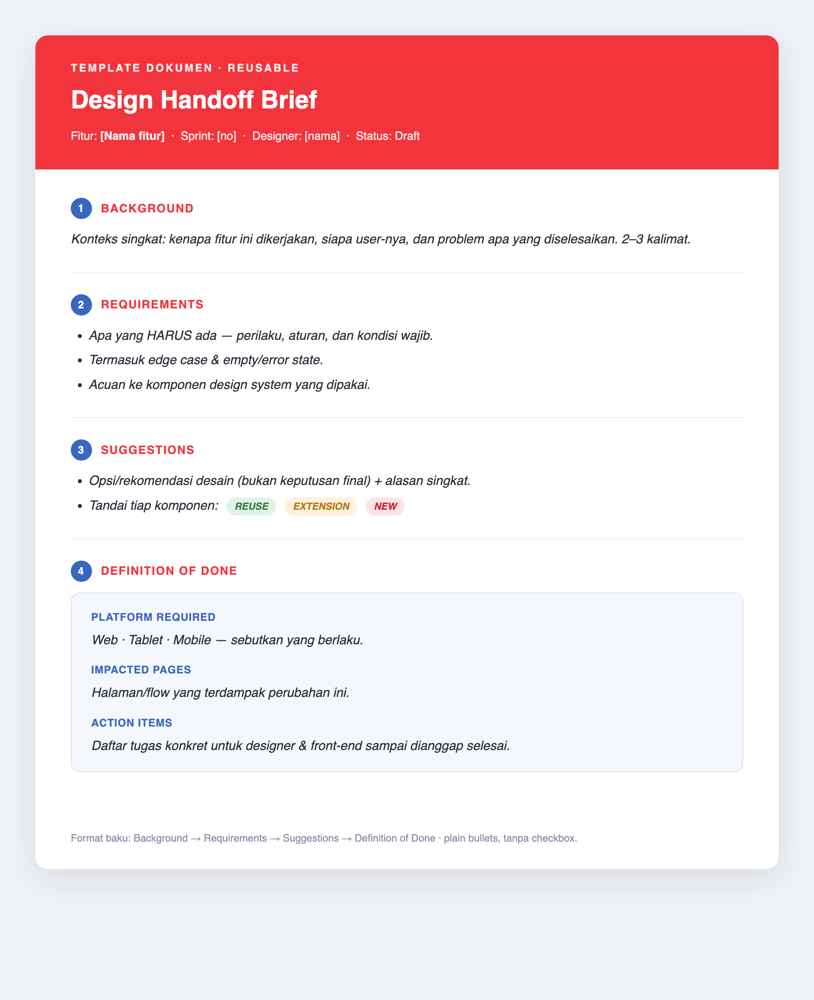 TEMPLATE DOKUMEN · REUSABLE
Design Handoff Brief
Fitur: [Nama fitur] · Sprint: [no] · Designer: [nama] · Status: Draft
1 BACKGROUND
Konteks singkat: kenapa fitur ini dikerjakan, siapa user-nya, dan problem apa yang diselesaikan. 2–3 kalimat.
2 REQUIREMENTS
• Apa yang HARUS ada — perilaku, aturan, dan kondisi wajib.
• Termasuk edge case & empty/error state.
• Acuan ke komponen design system yang dipakai.
3 SUGGESTIONS
• Opsi/rekomendasi desain (bukan keputusan final) + alasan singkat.
• Tandai tiap komponen: REUSE EXTENSION NEW
4 DEFINITION OF DONE
PLATFORM REQUIRED
Web · Tablet · Mobile — sebutkan yang berlaku.
IMPACTED PAGES
Halaman/flow yang terdampak perubahan ini.
ACTION ITEMS
Daftar tugas konkret untuk designer & front-end sampai dianggap selesai.
Format baku: Background → Requirements → Suggestions → Definition of Done · plain bullets, tanpa checkbox.